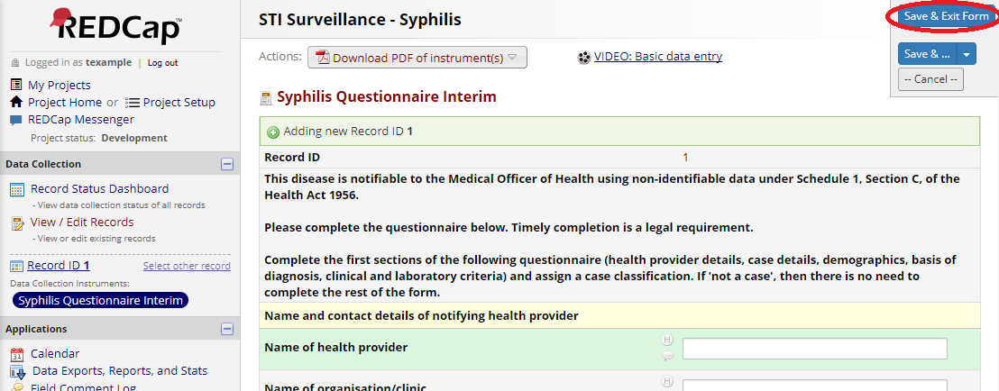 REDCap™
Logged in as texample | Log out
My Projects
Project Home or Project Setup
REDCap Messenger
Project status: Development
Data Collection
Record Status Dashboard
- View data collection status of all records
View / Edit Records
- View or edit existing records
Record ID 1 Select other record
Data Collection Instruments:
Syphilis Questionnaire Interim
Applications
31 Calendar
Data Exports, Reports, and Stats
Field Comment Log
STI Surveillance - Syphilis
Save & Exit Form
Save & ...
-- Cancel --
Actions: Download PDF of instrument(s) VIDEO: Basic data entry
Syphilis Questionnaire Interim
Adding new Record ID 1
Record ID 1
This disease is notifiable to the Medical Officer of Health using non-identifiable data under Schedule 1, Section C, of the
Health Act 1956.
Please complete the questionnaire below. Timely completion is a legal requirement.
Complete the first sections of the following questionnaire (health provider details, case details, demographics, basis of
diagnosis, clinical and laboratory criteria) and assign a case classification. If 'not a case', then there is no need to
complete the rest of the form.
Name and contact details of notifying health provider
Name of health provider H
Name of organisation/clinic H